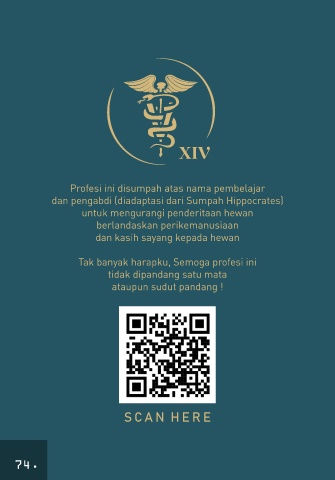 XIV
Profesi ini disumpah atas nama pembelajar
dan pengabdi (diadaptasi dari Sumpah Hippocrates)
untuk mengurangi penderitaan hewan
berlandaskan perikemanusiaan
dan kasih sayang kepada hewan
Tak banyak harapku, Semoga profesi ini
tidak dipandang satu mata
ataupun sudut pandang !
SCAN HERE
74.